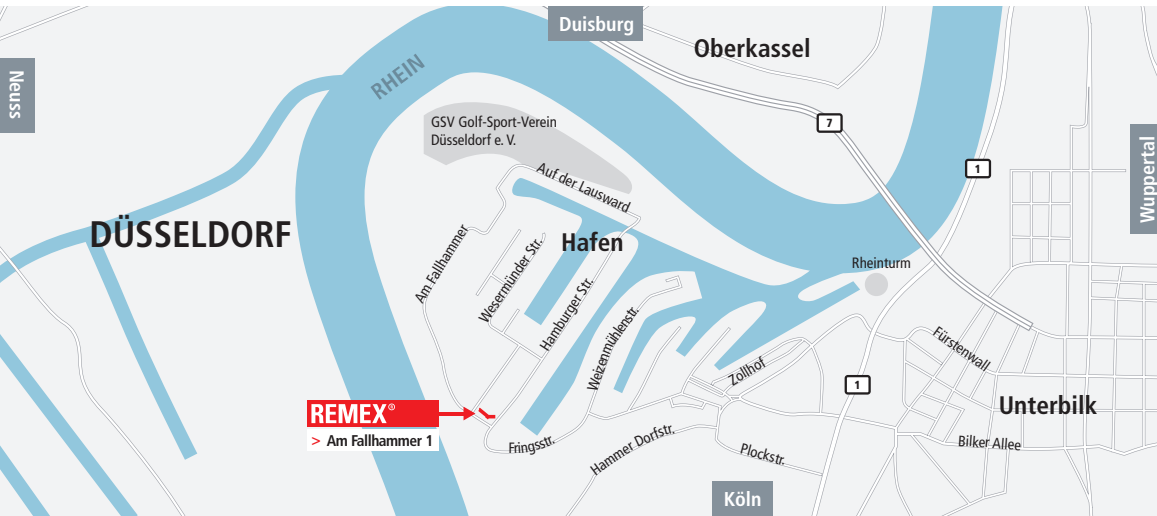 Duisburg
Oberkassel
Neuss
RHEIN
GSV Golf-Sport-Verein
Düsseldorf e. V.
7
1
Wuppertal
Auf der Lausward
DÜSSELDORF
Hafen
Am Fallhammer
Wesermünder Str.
Hamburger Str.
Rheinturm
Weizenmühlenstr.
Fürstenwall
Zollhof
1
REMEX®
> Am Fallhammer 1
Unterbilk
Fringsstr.
Hammer Dorfstr.
Plockstr.
Bilker Allee
Köln